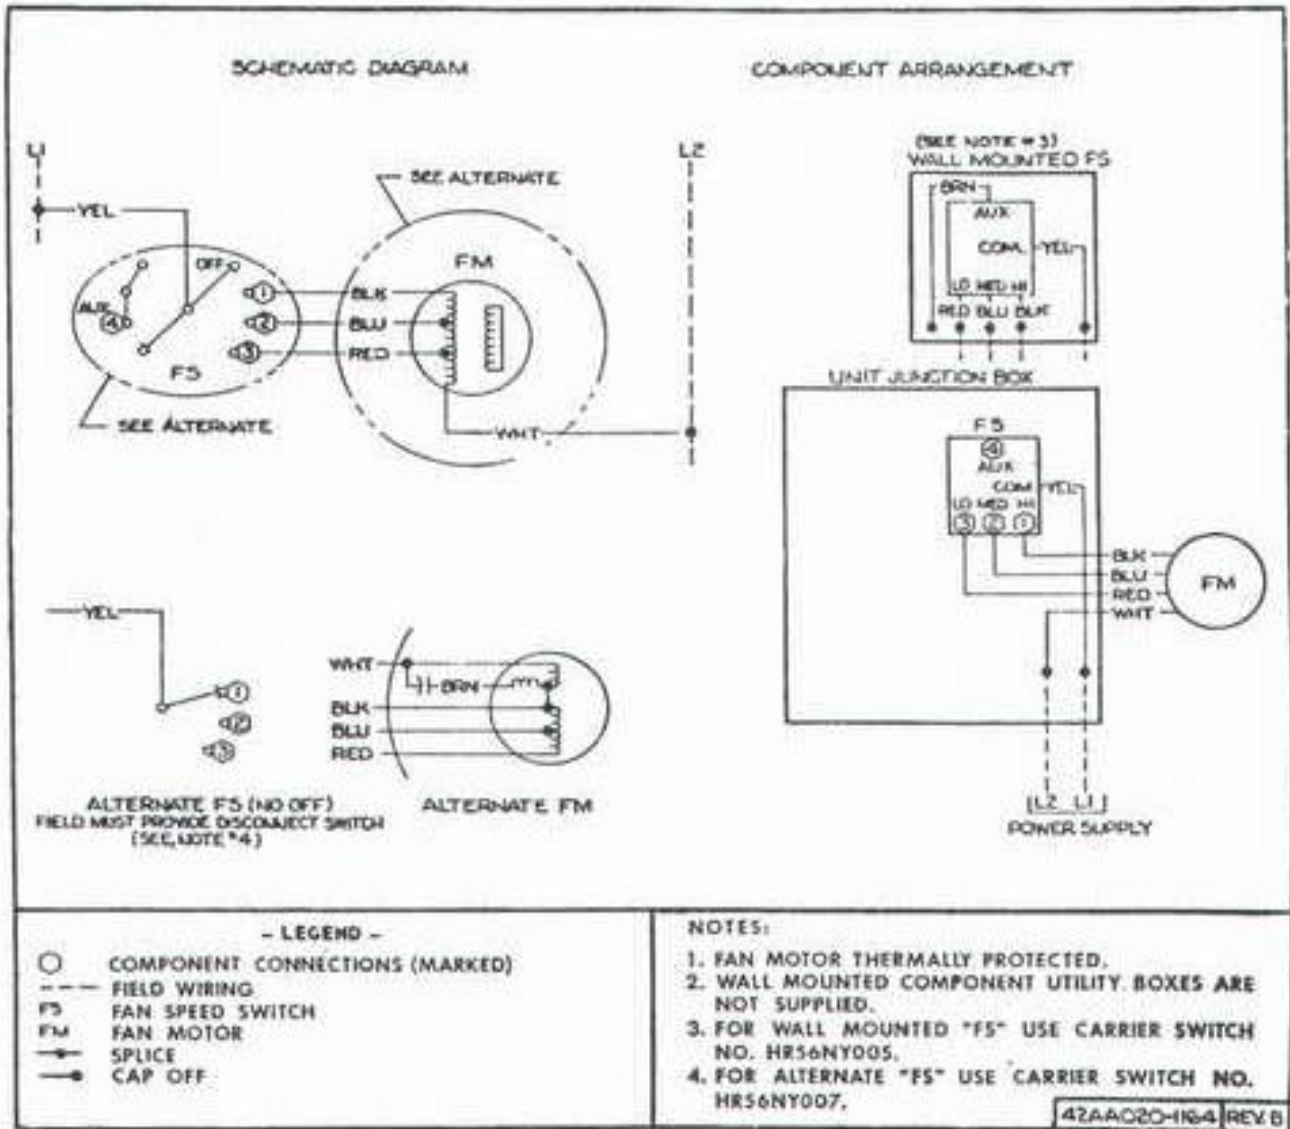 SCHEMATIC DIAGRAM
COMPONENT ARRANGEMENT
L1
YEL
OFF
AUX
4
1
2
3
FS
SEE ALTERNATE
SEE ALTERNATE
FM
BLK
BLU
RED
WHT
L2
(SEE NOTE #3)
WALL MOUNTED FS
BRN
AUX
COM. YEL
LO MED HI
RED BLU BLK
UNIT JUNCTION BOX
FS
4
AUX
COM YEL
LO MED HI
3 2 1
BLK
BLU
RED
WHT
FM
[L2 L1]
POWER SUPPLY
YEL
1
2
3
ALTERNATE FS (NO OFF)
FIELD MUST PROVIDE DISCONNECT SWITCH
(SEE NOTE #4)
WHT
BRN
BLK
BLU
RED
ALTERNATE FM
- LEGEND -
COMPONENT CONNECTIONS (MARKED)
FIELD WIRING
FS FAN SPEED SWITCH
FM FAN MOTOR
SPLICE
CAP OFF
NOTES:
1. FAN MOTOR THERMALLY PROTECTED.
2. WALL MOUNTED COMPONENT UTILITY BOXES ARE
NOT SUPPLIED.
3. FOR WALL MOUNTED "FS" USE CARRIER SWITCH
NO. HR56NY005.
4. FOR ALTERNATE "FS" USE CARRIER SWITCH NO.
HR56NY007.
42AA020-1164 REV. B